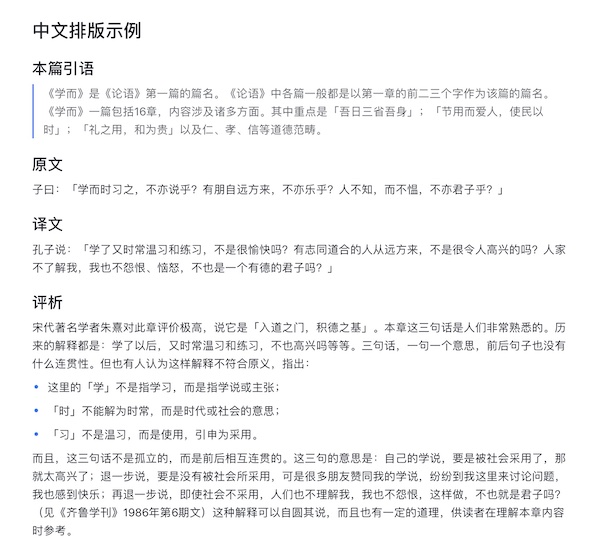 中文排版示例
本篇引语
《学而》是《论语》第一篇的篇名。《论语》中各篇一般都是以第一章的前二三个字作为该篇的篇名。
《学而》一篇包括16章，内容涉及诸多方面。其中重点是「吾日三省吾身」；「节用而爱人，使民以
时」；「礼之用，和为贵」以及仁、孝、信等道德范畴。
原文
子曰：「学而时习之，不亦说乎？有朋自远方来，不亦乐乎？人不知，而不愠，不亦君子乎？」
译文
孔子说：「学了又时常温习和练习，不是很愉快吗？有志同道合的人从远方来，不是很令人高兴的吗？人家
不了解我，我也不怨恨、恼怒，不也是一个有德的君子吗？」
评析
宋代著名学者朱熹对此章评价极高，说它是「入道之门，积德之基」。本章这三句话是人们非常熟悉的。历
来的解释都是：学了以后，又时常温习和练习，不也高兴吗等等。三句话，一句一个意思，前后句子也没有
什么连贯性。但也有人认为这样解释不符合原义，指出：
• 这里的「学」不是指学习，而是指学说或主张；
• 「时」不能解为时常，而是时代或社会的意思；
• 「习」不是温习，而是使用，引申为采用。
而且，这三句话不是孤立的，而是前后相互连贯的。这三句的意思是：自己的学说，要是被社会采用了，那
就太高兴了；退一步说，要是没有被社会所采用，可是很多朋友赞同我的学说，纷纷到我这里来讨论问题，
我也感到快乐；再退一步说，即使社会不采用，人们也不理解我，我也不怨恨，这样做，不也就是君子吗？
（见《齐鲁学刊》1986年第6期文）这种解释可以自圆其说，而且也有一定的道理，供读者在理解本章内容
时参考。